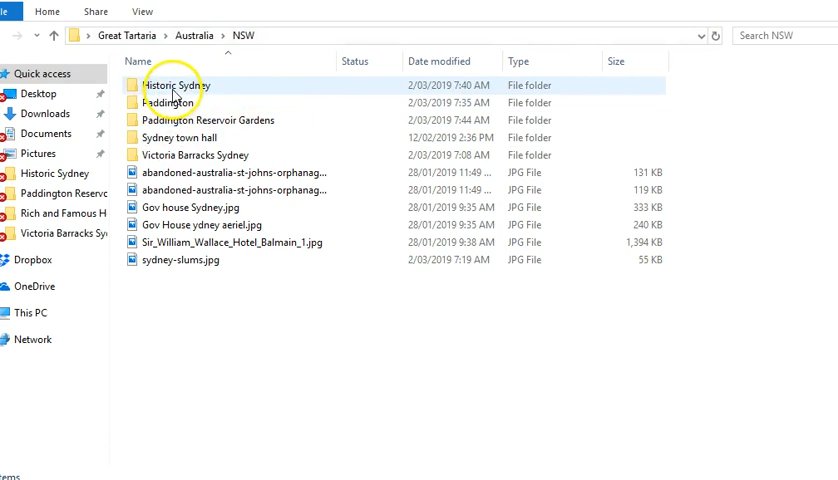 le Home Share View
Great Tartaria > Australia > NSW Search NSW
Name Status Date modified Type Size
Quick access
Desktop
Downloads
Documents
Pictures
Historic Sydney
Paddington Reservo
Rich and Famous H
Victoria Barracks Sy
Dropbox
OneDrive
This PC
Network
Historic Sydney 2/03/2019 7:40 AM File folder
Paddington 2/03/2019 7:35 AM File folder
Paddington Reservoir Gardens 2/03/2019 7:44 AM File folder
Sydney town hall 12/02/2019 2:36 PM File folder
Victoria Barracks Sydney 2/03/2019 7:08 AM File folder
abandoned-australia-st-johns-orphanag... 28/01/2019 11:49 ... JPG File 131 KB
abandoned-australia-st-johns-orphanag... 28/01/2019 11:49 ... JPG File 119 KB
Gov house Sydney.jpg 28/01/2019 9:35 AM JPG File 333 KB
Gov House ydney aeriel.jpg 28/01/2019 9:35 AM JPG File 240 KB
Sir_William_Wallace_Hotel_Balmain_1.jpg 28/01/2019 9:38 AM JPG File 1,394 KB
sydney-slums.jpg 2/03/2019 7:19 AM JPG File 55 KB
tems